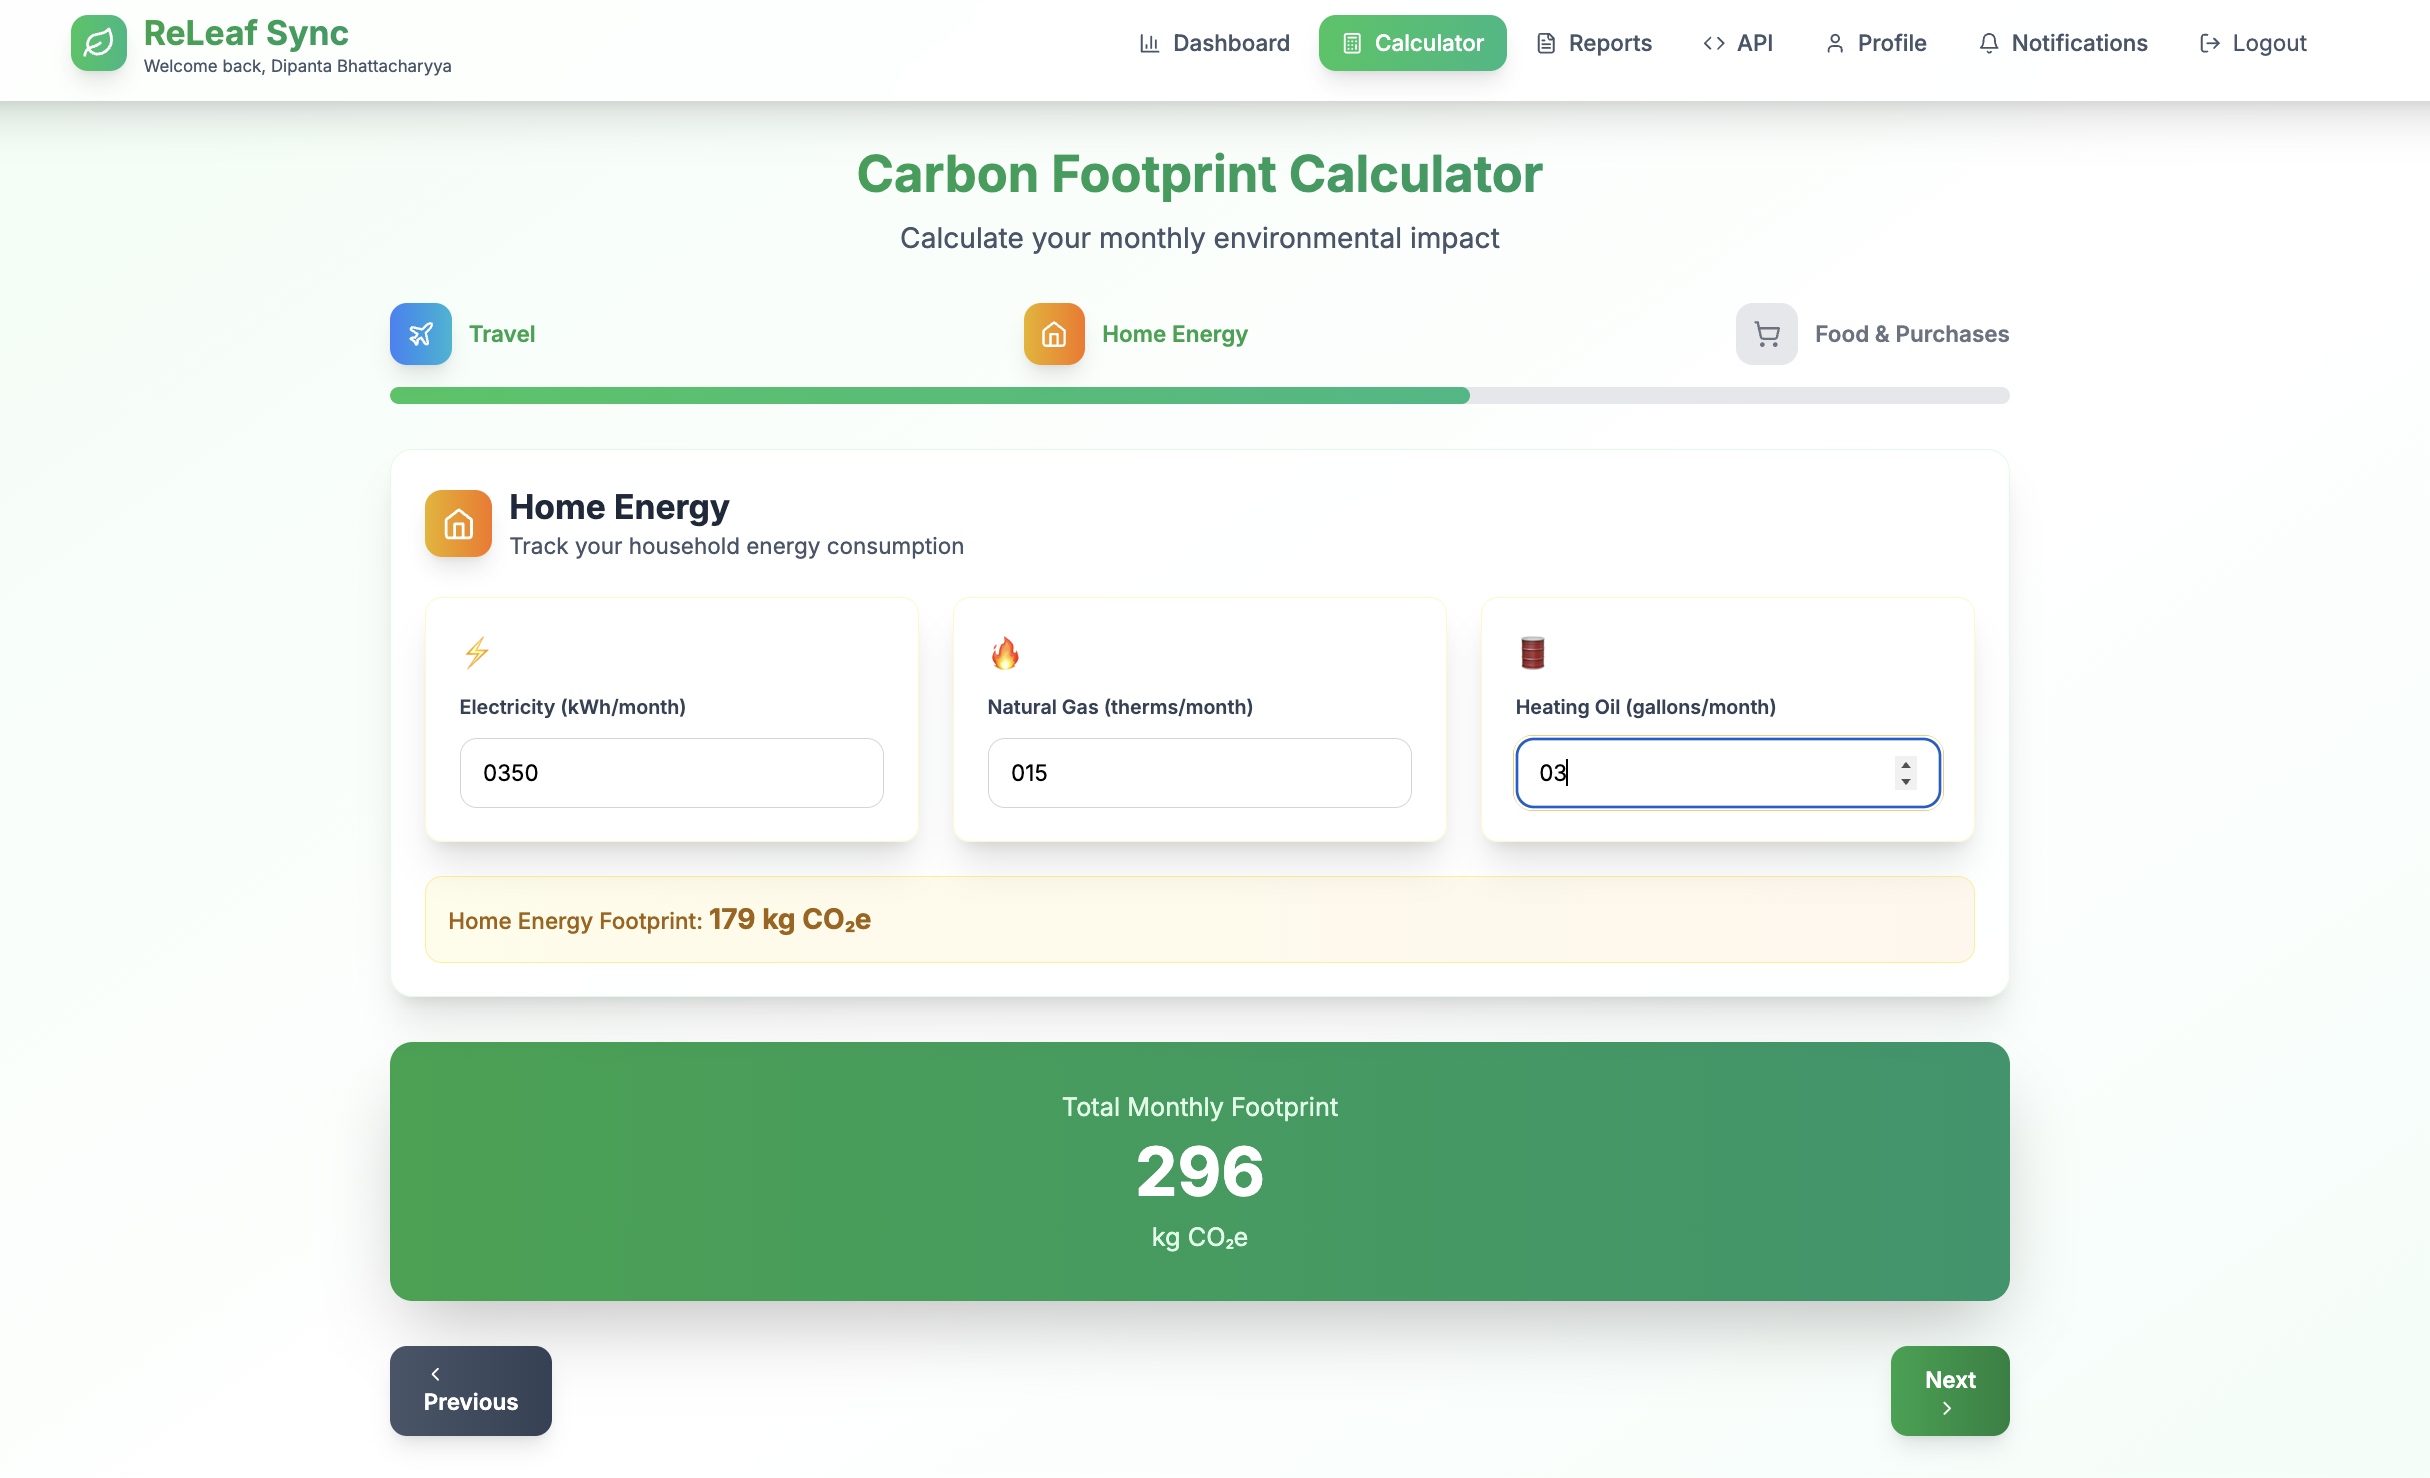 ReLeaf Sync
Welcome back, Dipanta Bhattacharyya
Dashboard
Calculator
Reports
API
Profile
Notifications
Logout
Carbon Footprint Calculator
Calculate your monthly environmental impact
Travel
Home Energy
Food & Purchases
Home Energy
Track your household energy consumption
Electricity (kWh/month)
0350
Natural Gas (therms/month)
015
Heating Oil (gallons/month)
03
Home Energy Footprint: 179 kg CO₂e
Total Monthly Footprint
296
kg CO₂e
Previous
Next